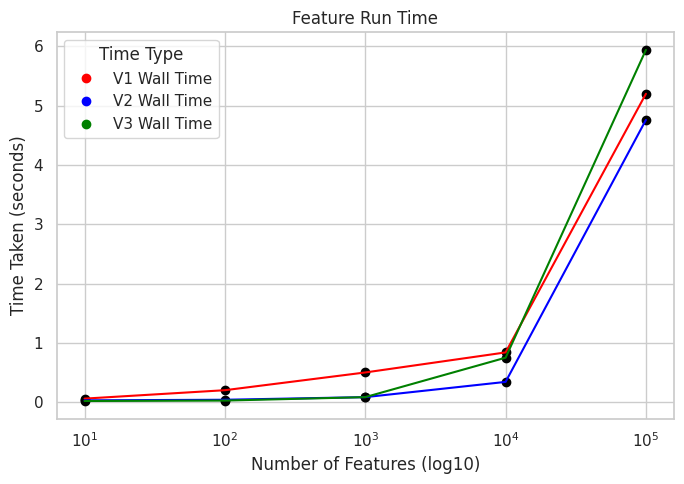 Feature Run Time
Time Taken (seconds)
6
5
4
3
2
1
0
Time Type
V1 Wall Time
V2 Wall Time
V3 Wall Time
10¹ 10² 10³ 10⁴ 10⁵
Number of Features (log10)